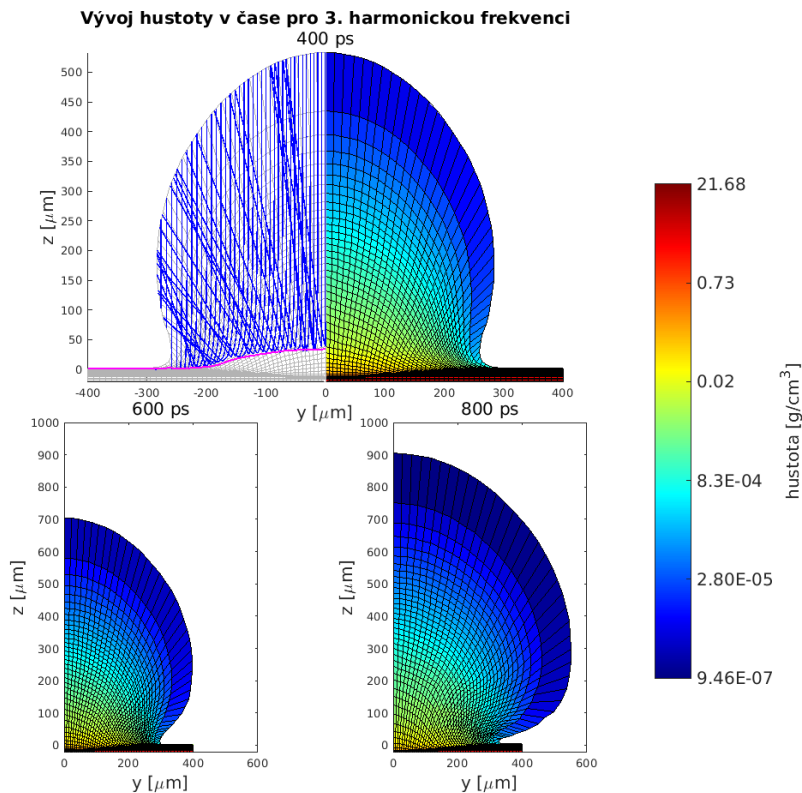 Vývoj hustoty v čase pro 3. harmonickou frekvenci
400 ps
500
450
400
350
300
250
200
150
100
50
0
z [μm]
-400 -300 -200 -100 0 100 200 300 400
y [μm]
600 ps
1000
900
800
700
600
500
400
300
200
100
0
z [μm]
0 200 400 600
y [μm]
800 ps
1000
900
800
700
600
500
400
300
200
100
0
z [μm]
0 200 400 600
y [μm]
21.68
0.73
0.02
8.3E-04
2.80E-05
9.46E-07
hustota [g/cm³]